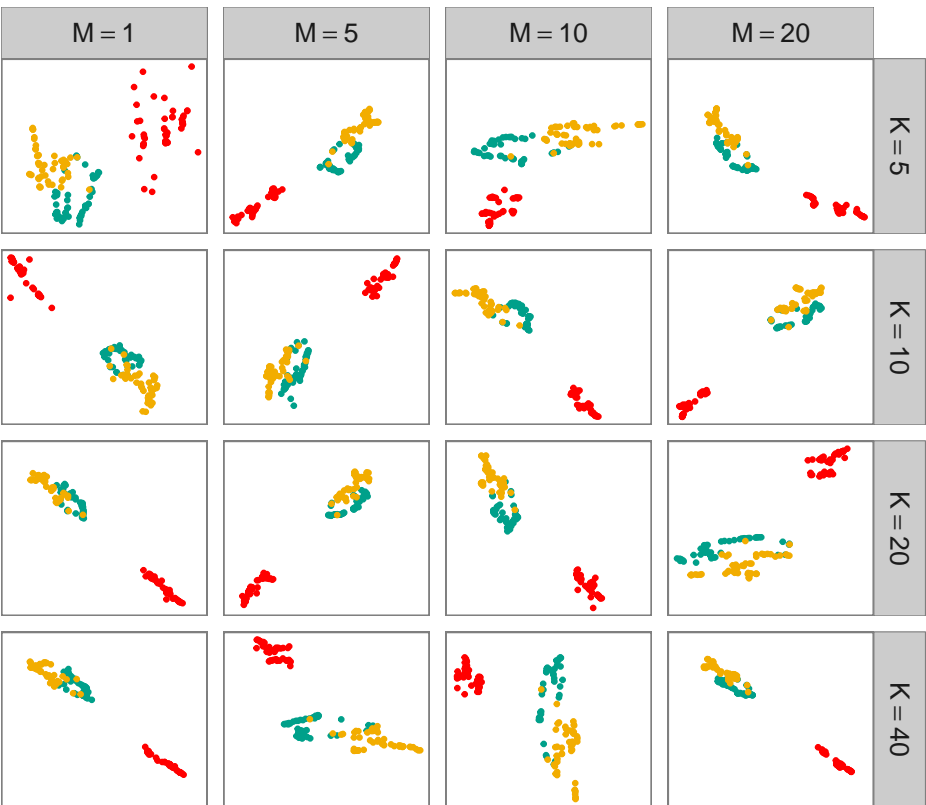 M = 1
M = 5
M = 10
M = 20
K = 5
K = 10
K = 20
K = 40